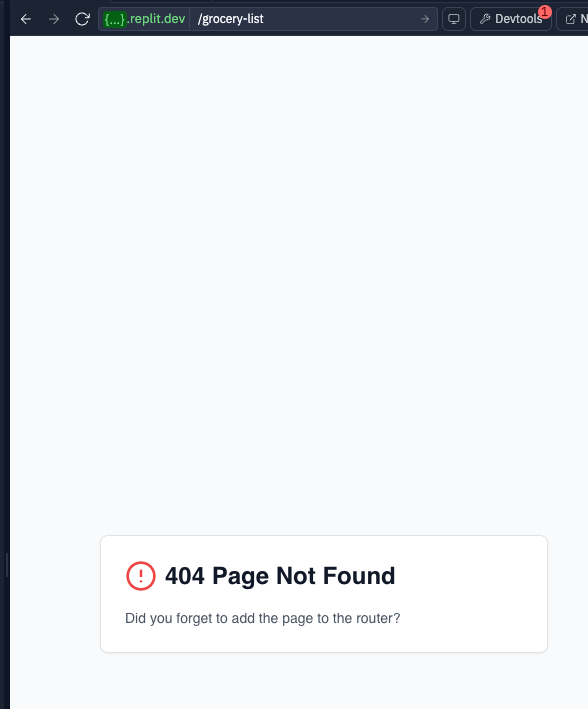 {...}.replit.dev /grocery-list Devtools 1 N
404 Page Not Found
Did you forget to add the page to the router?